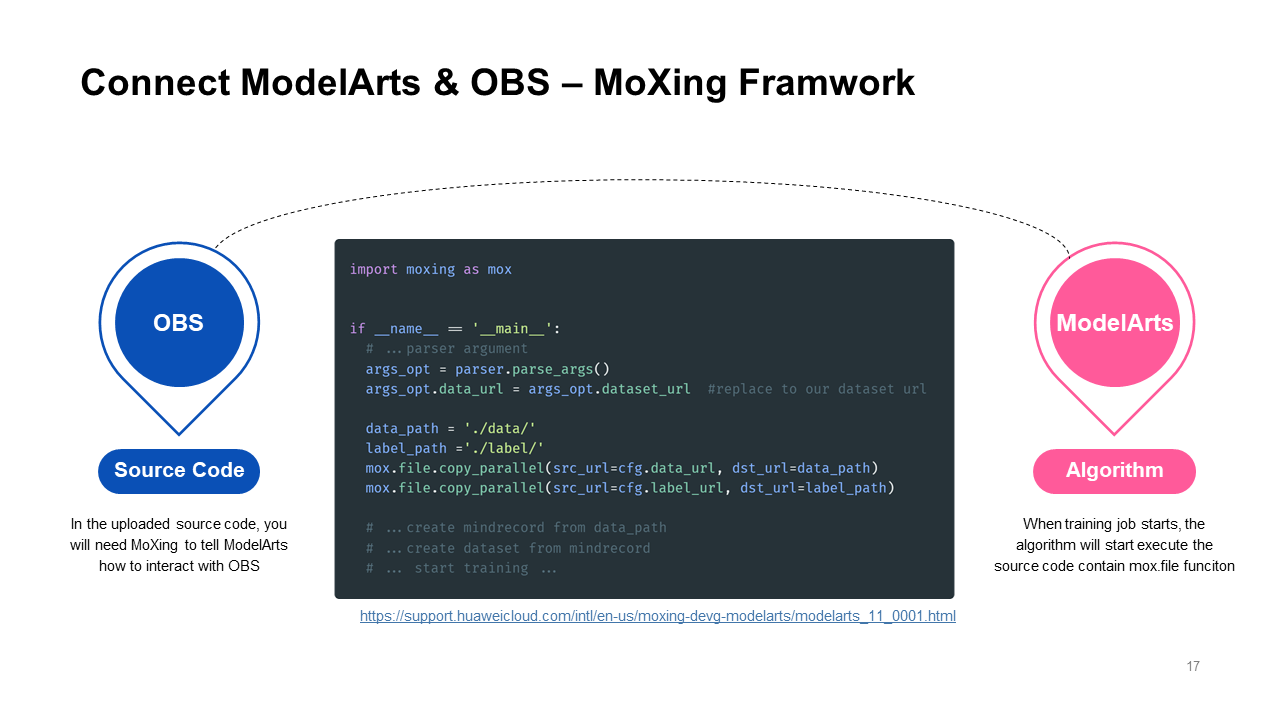 Connect ModelArts & OBS – MoXing Framwork
OBS
Source Code
In the uploaded source code, you
will need MoXing to tell ModelArts
how to interact with OBS
import moxing as mox
if __name__ == '__main__':
# ...parser argument
args_opt = parser.parse_args()
args_opt.data_url = args_opt.dataset_url #replace to our dataset url
data_path = './data/'
label_path ='./label/'
mox.file.copy_parallel(src_url=cfg.data_url, dst_url=data_path)
mox.file.copy_parallel(src_url=cfg.label_url, dst_url=label_path)
# ...create mindrecord from data_path
# ...create dataset from mindrecord
# ... start training ...
https://support.huaweicloud.com/intl/en-us/moxing-devg-modelarts/modelarts_11_0001.html
ModelArts
Algorithm
When training job starts, the
algorithm will start execute the
source code contain mox.file funciton
17